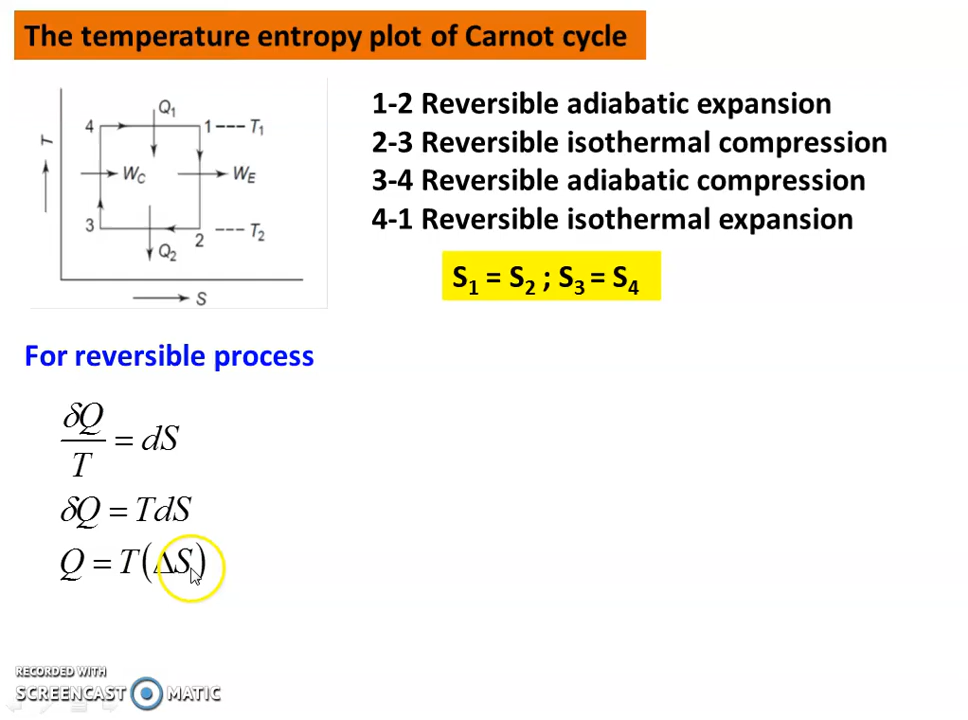 The temperature entropy plot of Carnot cycle
T
4
Q₁
1 --- T₁
W_C
W_E
3
2
--- T₂
Q₂
S
1-2 Reversible adiabatic expansion
2-3 Reversible isothermal compression
3-4 Reversible adiabatic compression
4-1 Reversible isothermal expansion
S₁ = S₂ ; S₃ = S₄
For reversible process
δQ/T = dS
δQ = TdS
Q = T(ΔS)
RECORDED WITH
SCREENCAST MATIC